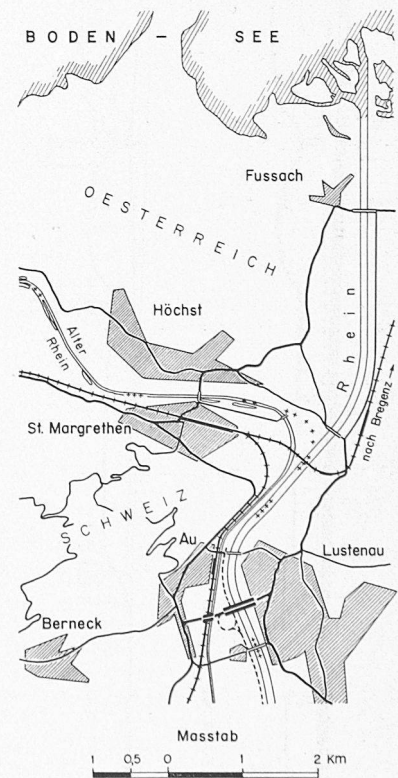 BODEN – SEE
Fussach
OESTERREICH
Rhein
Höchst
Alter
Rhein
nach Bregenz →
St. Margrethen
SCHWEIZ
Au
Lustenau
Berneck
Masstab
1 0,5 0 1 2 Km